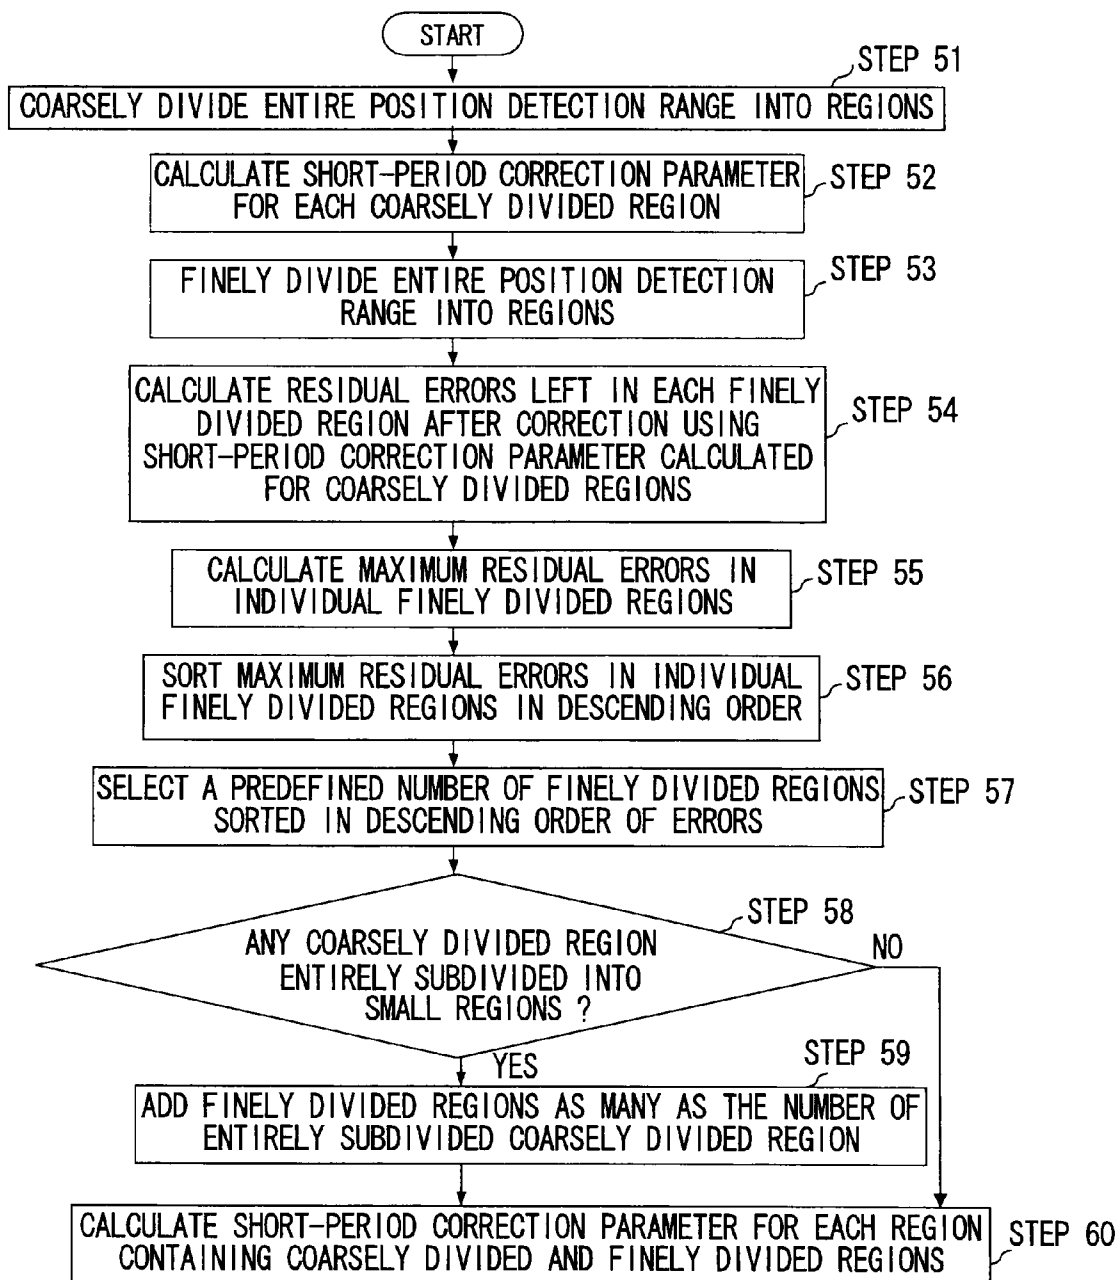 START
STEP 51
COARSELY DIVIDE ENTIRE POSITION DETECTION RANGE INTO REGIONS
CALCULATE SHORT-PERIOD CORRECTION PARAMETER
FOR EACH COARSELY DIVIDED REGION
STEP 52
FINELY DIVIDE ENTIRE POSITION DETECTION
RANGE INTO REGIONS
STEP 53
CALCULATE RESIDUAL ERRORS LEFT IN EACH FINELY
DIVIDED REGION AFTER CORRECTION USING
SHORT-PERIOD CORRECTION PARAMETER CALCULATED
FOR COARSELY DIVIDED REGIONS
STEP 54
CALCULATE MAXIMUM RESIDUAL ERRORS IN
INDIVIDUAL FINELY DIVIDED REGIONS
STEP 55
SORT MAXIMUM RESIDUAL ERRORS IN INDIVIDUAL
FINELY DIVIDED REGIONS IN DESCENDING ORDER
STEP 56
SELECT A PREDEFINED NUMBER OF FINELY DIVIDED REGIONS
SORTED IN DESCENDING ORDER OF ERRORS
STEP 57
STEP 58
ANY COARSELY DIVIDED REGION
ENTIRELY SUBDIVIDED INTO
SMALL REGIONS ?
NO
YES
STEP 59
ADD FINELY DIVIDED REGIONS AS MANY AS THE NUMBER OF
ENTIRELY SUBDIVIDED COARSELY DIVIDED REGION
CALCULATE SHORT-PERIOD CORRECTION PARAMETER FOR EACH REGION
CONTAINING COARSELY DIVIDED AND FINELY DIVIDED REGIONS
STEP 60